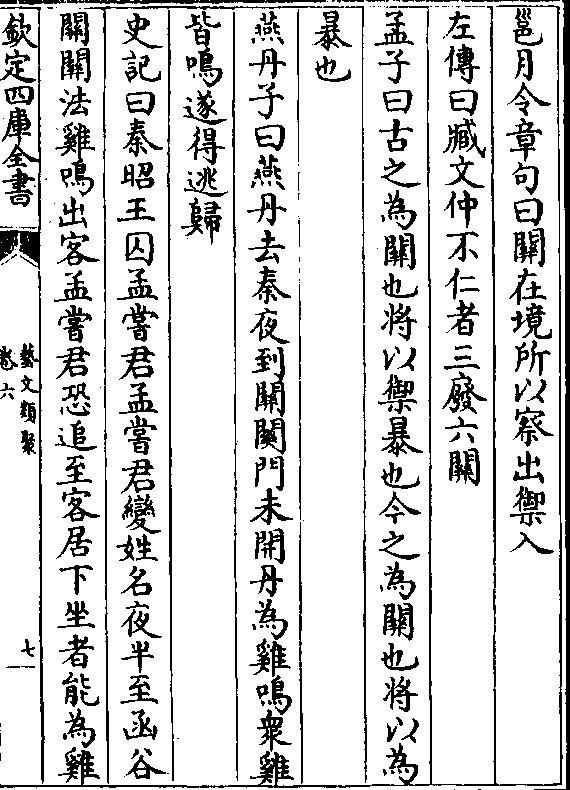 邕月令章句曰關在境所以察出禦入
左傳曰臧文仲不仁者三廢六關
孟子曰古之為關也將以禦暴也今之為關也將以為
暴也
燕丹子曰燕丹去秦夜到關關門未開丹為雞鳴衆雞
皆鳴遂得逃歸
史記曰秦昭王囚孟嘗君孟嘗君變姓名夜半至函谷
關關法雞鳴出客孟嘗君恐追至客居下坐者能為雞
欽定四庫全書
藝文類聚
卷六
七